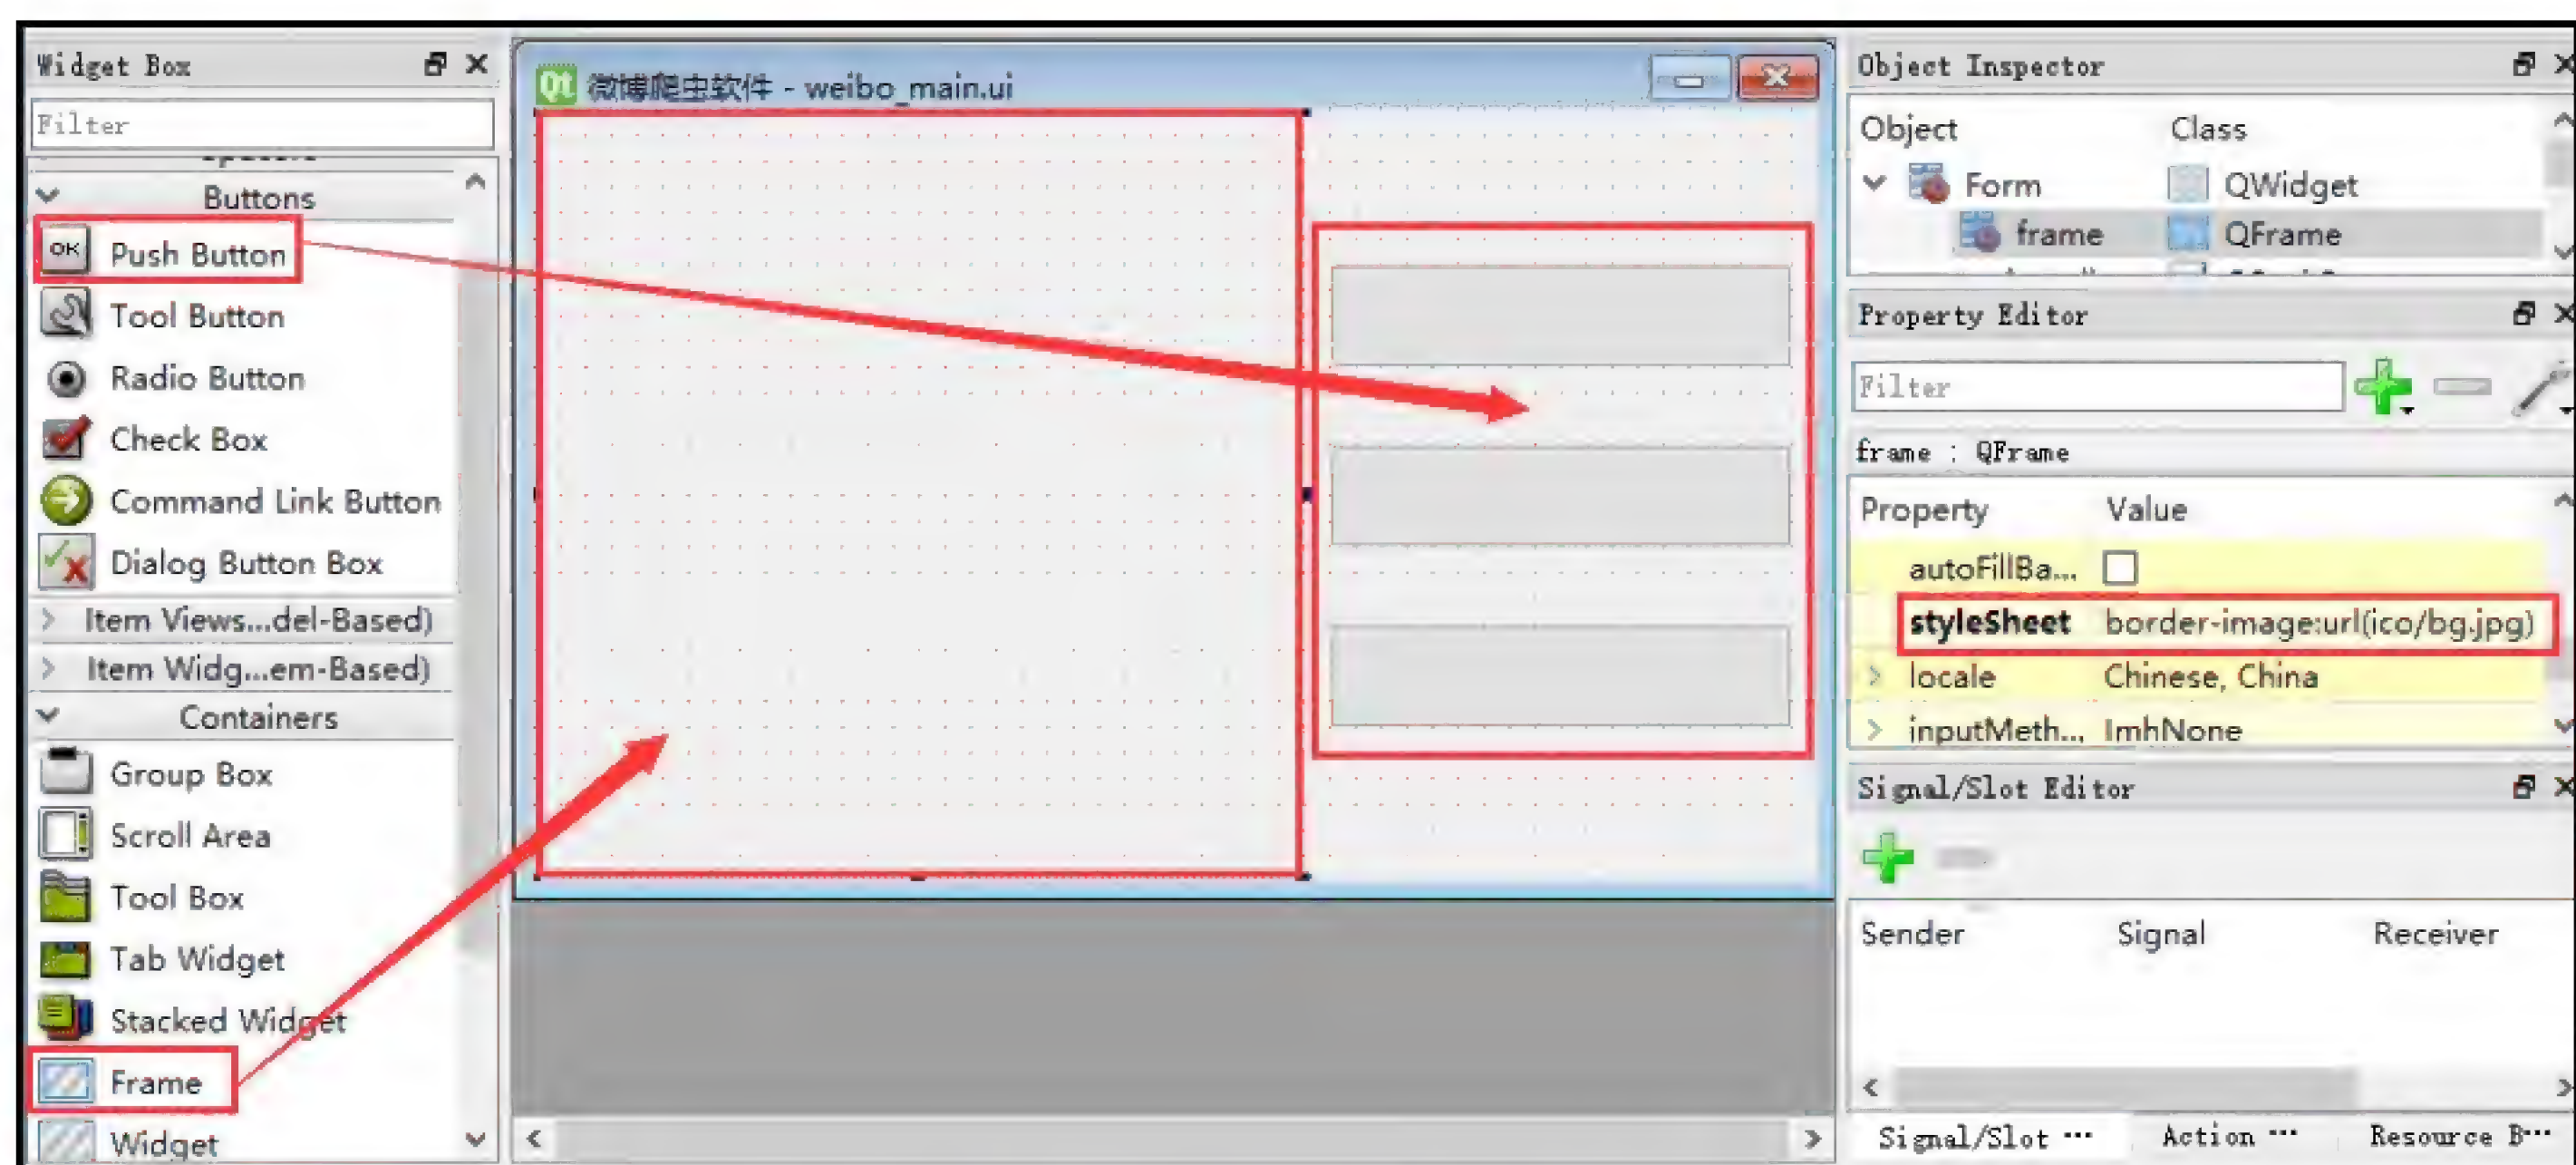 Widget Box
Filter
Buttons
OK Push Button
Tool Button
Radio Button
Check Box
Command Link Button
Dialog Button Box
Item Views...del-Based)
Item Widg...em-Based)
Containers
Group Box
Scroll Area
Tool Box
Tab Widget
Stacked Widget
Frame
Widget
Qt 微博爬虫软件 - weibo_main.ui
Object Inspector
Object Class
Form QWidget
frame QFrame
Property Editor
Filter
frame : QFrame
Property Value
autoFillBa...
styleSheet border-image:url(ico/bg.jpg)
locale Chinese, China
inputMeth... ImhNone
Signal/Slot Editor
Sender Signal Receiver
Signal/Slot ... Action ... Resource B...